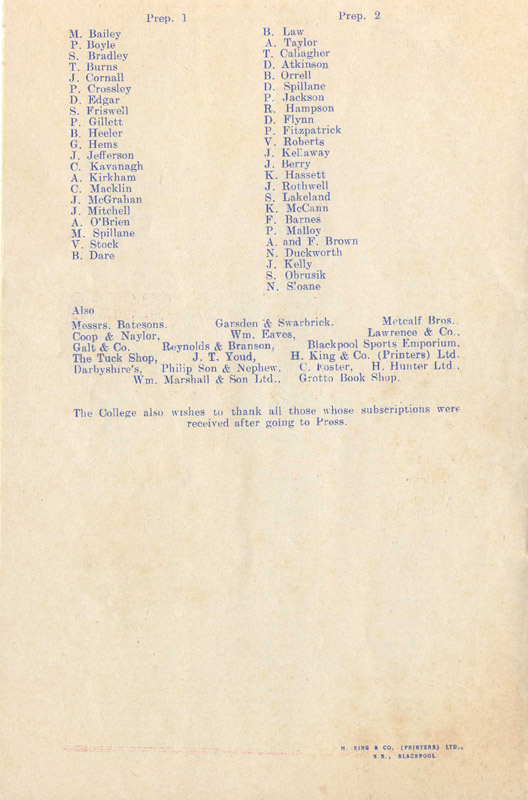 Prep. 1
M. Bailey
P. Boyle
S. Bradley
T. Burns
J. Cornall
P. Crossley
D. Edgar
S. Friswell
P. Gillett
B. Heeler
G. Hems
J. Jefferson
C. Kavanagh
A. Kirkham
C. Macklin
J. McGrahan
J. Mitchell
A. O'Brien
M. Spillane
V. Stock
B. Dare
Prep. 2
B. Law
A. Taylor
T. Callagher
D. Atkinson
B. Orrell
D. Spillane
P. Jackson
R. Hampson
D. Flynn
P. Fitzpatrick
V. Roberts
J. Kellaway
J. Berry
K. Hassett
J. Rothwell
S. Lakeland
K. McCann
F. Barnes
P. Malloy
A. and F. Brown
N. Duckworth
J. Kelly
S. Obrusik
N. Sloane
Also
Messrs. Batesons. Garsden & Swarbrick. Metcalf Bros.,
Coop & Naylor, Wm. Eaves, Lawrence & Co.,
Galt & Co. Reynolds & Branson, Blackpool Sports Emporium,
The Tuck Shop, J. T. Youd, H. King & Co. (Printers) Ltd.
Darbyshire's, Philip Son & Nephew, C. Foster, H. Hunter Ltd.,
Wm. Marshall & Son Ltd., Grotto Book Shop.
The College also wishes to thank all those whose subscriptions were
received after going to Press.
H. KING & CO. (PRINTERS) LTD.,
S.S., BLACKPOOL